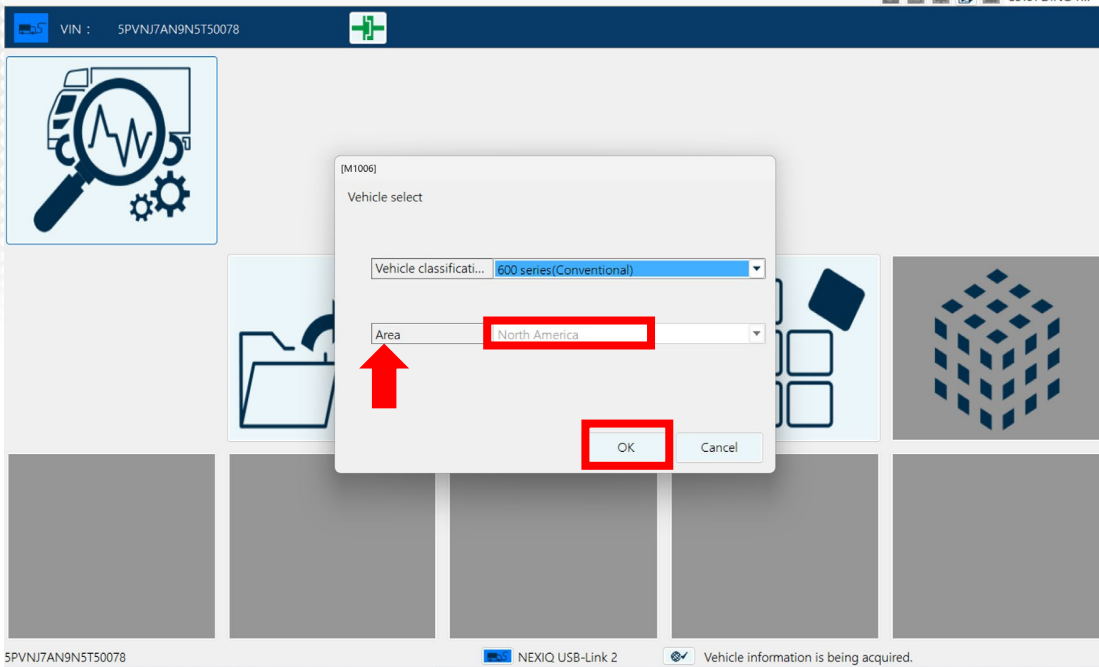 VIN : 5PVNJ7AN9N5T50078
[M1006]
Vehicle select
Vehicle classificati... 600 series(Conventional)
Area North America
OK Cancel
5PVNJ7AN9N5T50078 NEXIQ USB-Link 2 Vehicle information is being acquired.